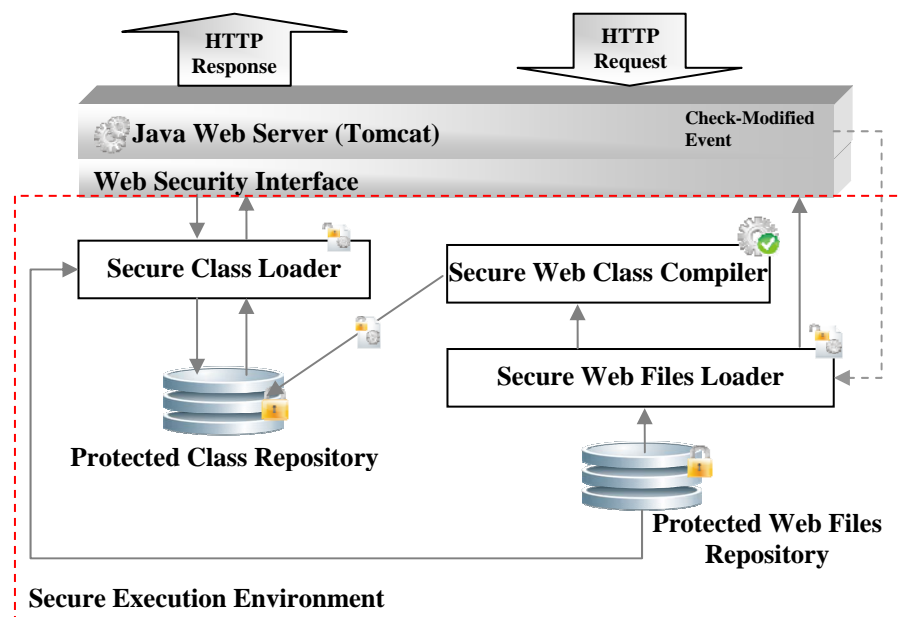 HTTP
Response
HTTP
Request
Java Web Server (Tomcat)
Check-Modified
Event
Web Security Interface
Secure Class Loader
Secure Web Class Compiler
Secure Web Files Loader
Protected Class Repository
Protected Web Files
Repository
Secure Execution Environment